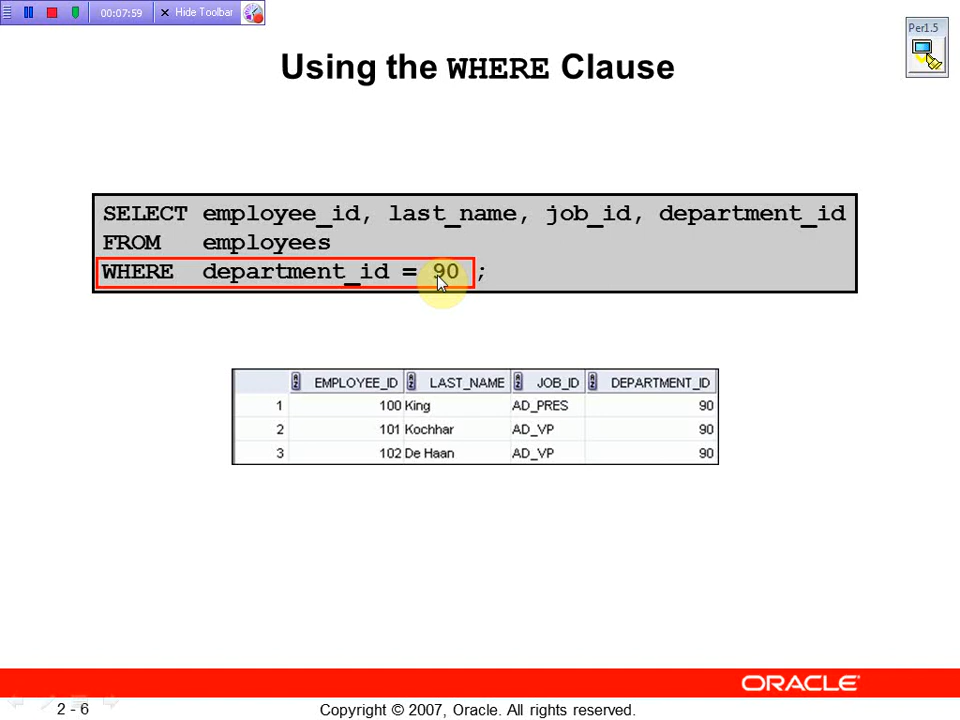 00:07:59 Hide Toolbar
Per1.5
Using the WHERE Clause
SELECT employee_id, last_name, job_id, department_id
FROM employees
WHERE department_id = 90 ;
EMPLOYEE_ID LAST_NAME JOB_ID DEPARTMENT_ID
1 100 King AD_PRES 90
2 101 Kochhar AD_VP 90
3 102 De Haan AD_VP 90
ORACLE
2 - 6 Copyright © 2007, Oracle. All rights reserved.